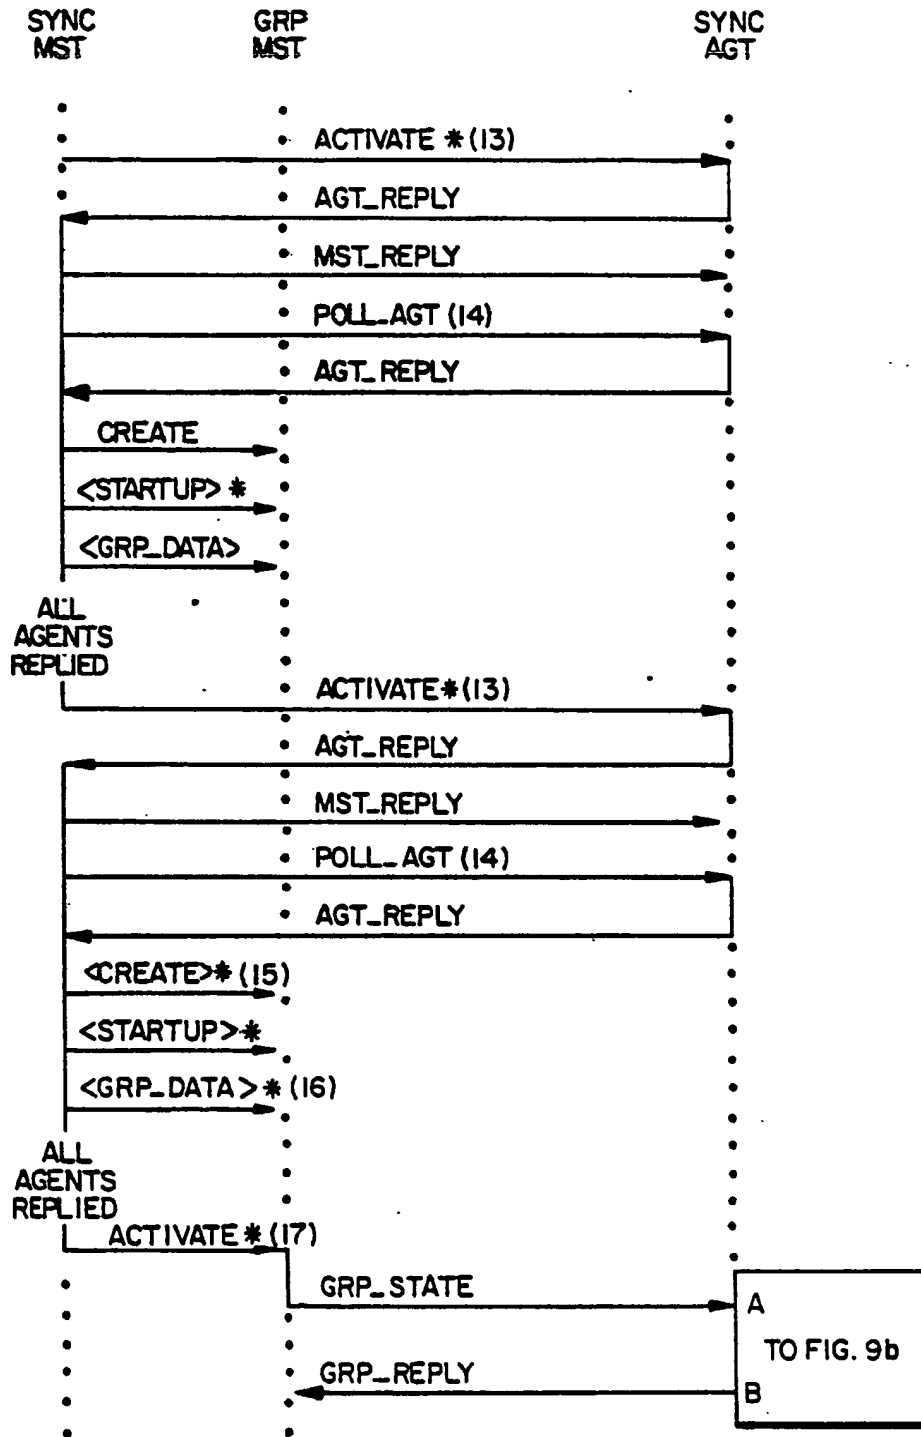 SYNC
MST
GRP
MST
SYNC
AGT
ACTIVATE * (13)
AGT_REPLY
MST_REPLY
POLL_AGT (14)
AGT_REPLY
CREATE
<STARTUP> *
<GRP_DATA>
ALL
AGENTS
REPLIED
ACTIVATE * (13)
AGT_REPLY
MST_REPLY
POLL_AGT (14)
AGT_REPLY
<CREATE> * (15)
<STARTUP> *
<GRP_DATA> * (16)
ALL
AGENTS
REPLIED
ACTIVATE * (17)
GRP_STATE
A
TO FIG. 9b
GRP_REPLY
B